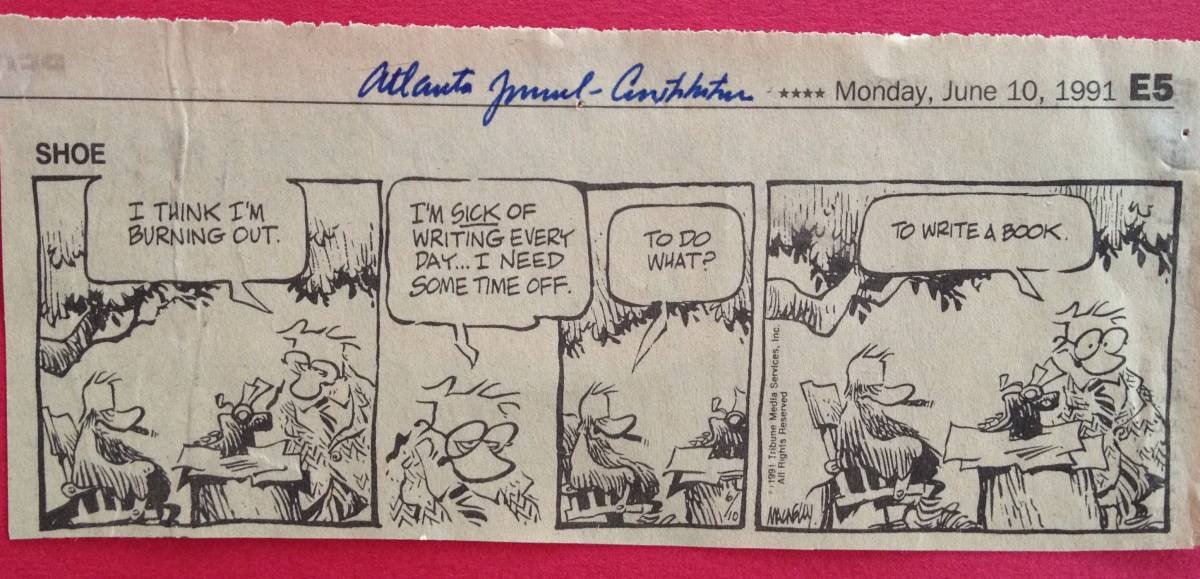 Atlanta Journal-Constitution ★★★★ Monday, June 10, 1991 E5
SHOE
I THINK I'M
BURNING OUT.
I'M SICK OF
WRITING EVERY
DAY... I NEED
SOME TIME OFF.
TO DO
WHAT?
6/10
TO WRITE A BOOK.
1991 Tribune Media Services, Inc.
All Rights Reserved
MACNELLY